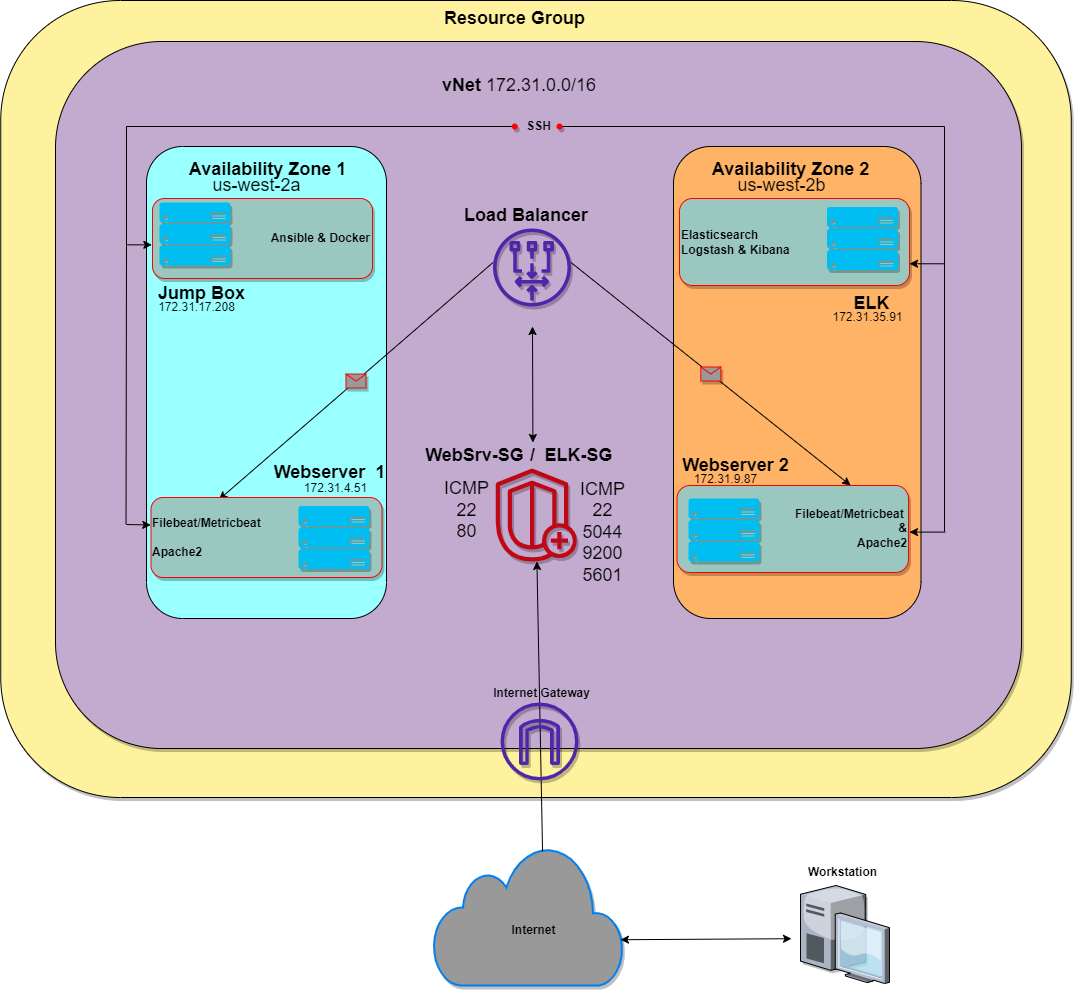 Resource Group
vNet 172.31.0.0/16
SSH
Availability Zone 1
us-west-2a
Ansible & Docker
Jump Box
172.31.17.208
Load Balancer
Availability Zone 2
us-west-2b
Elasticsearch
Logstash & Kibana
ELK
172.31.35.91
Webserver 1
172.31.4.51
Filebeat/Metricbeat
Apache2
WebSrv-SG / ELK-SG
ICMP
22
80
ICMP
22
5044
9200
5601
Webserver 2
172.31.9.87
Filebeat/Metricbeat
&
Apache2
Internet Gateway
Internet
Workstation